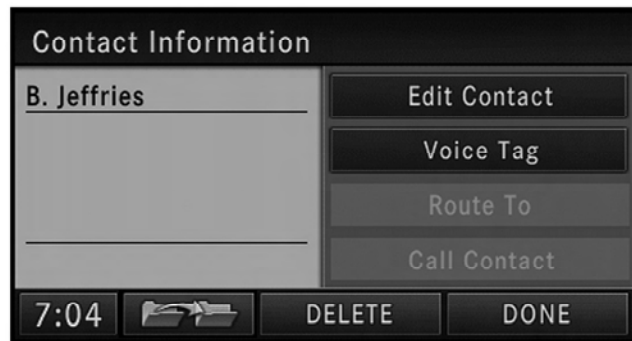 Contact Information
B. Jeffries
Edit Contact
Voice Tag
Route To
Call Contact
7:04
DELETE
DONE